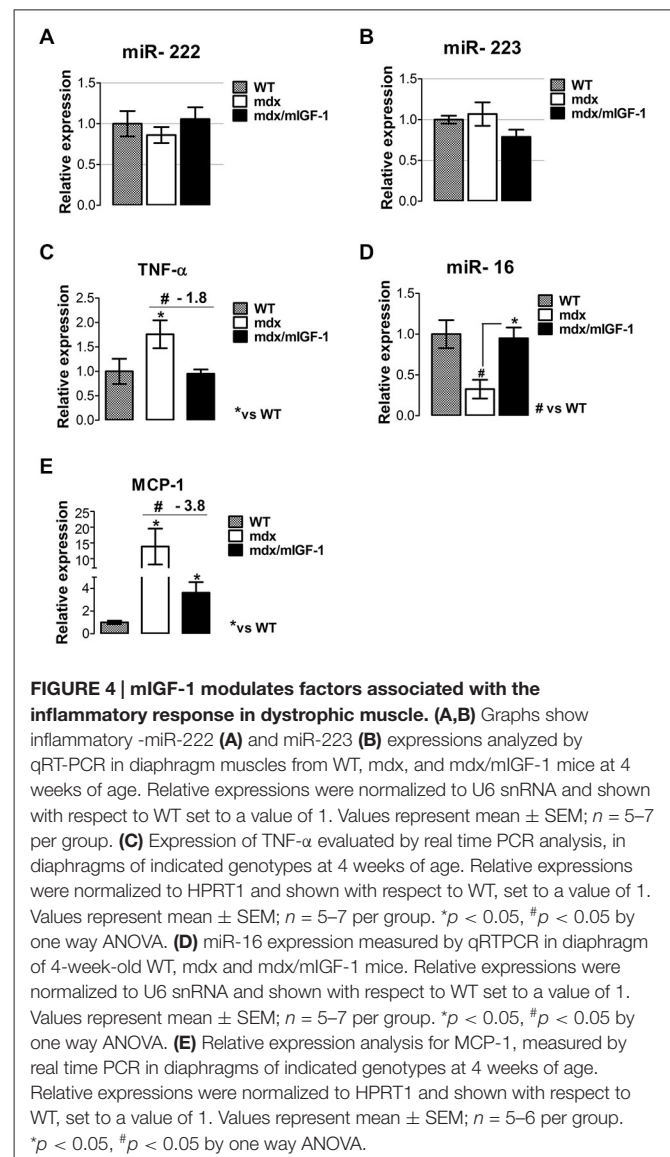 A
miR- 222
Relative expression
1.5
1.0
0.5
0.0
WT
mdx
mdx/mIGF-1
B
miR- 223
Relative expression
1.5
1.0
0.5
0.0
WT
mdx
mdx/mIGF-1
C
TNF-α
Relative expression
2.5
2.0
1.5
1.0
0.5
0.0
# - 1.8
*
WT
mdx
mdx/mIGF-1
*vs WT
D
miR- 16
Relative expression
1.5
1.0
0.5
0.0
#
*
WT
mdx
mdx/mIGF-1
# vs WT
E
MCP-1
Relative expression
25
20
15
10
4
2
0
# - 3.8
*
*
WT
mdx
mdx/mIGF-1
*vs WT
FIGURE 4 | mIGF-1 modulates factors associated with the
inflammatory response in dystrophic muscle. (A,B) Graphs show
inflammatory -miR-222 (A) and miR-223 (B) expressions analyzed by
qRT-PCR in diaphragm muscles from WT, mdx, and mdx/mIGF-1 mice at 4
weeks of age. Relative expressions were normalized to U6 snRNA and shown
with respect to WT set to a value of 1. Values represent mean ± SEM; n = 5–7
per group. (C) Expression of TNF-α evaluated by real time PCR analysis, in
diaphragms of indicated genotypes at 4 weeks of age. Relative expressions
were normalized to HPRT1 and shown with respect to WT, set to a value of 1.
Values represent mean ± SEM; n = 5–7 per group. *p < 0.05, #p < 0.05 by
one way ANOVA. (D) miR-16 expression measured by qRTPCR in diaphragm
of 4-week-old WT, mdx and mdx/mIGF-1 mice. Relative expressions were
normalized to U6 snRNA and shown with respect to WT set to a value of 1.
Values represent mean ± SEM; n = 5–7 per group. *p < 0.05, #p < 0.05 by
one way ANOVA. (E) Relative expression analysis for MCP-1, measured by
real time PCR in diaphragms of indicated genotypes at 4 weeks of age.
Relative expressions were normalized to HPRT1 and shown with respect to
WT, set to a value of 1. Values represent mean ± SEM; n = 5–6 per group.
*p < 0.05, #p < 0.05 by one way ANOVA.